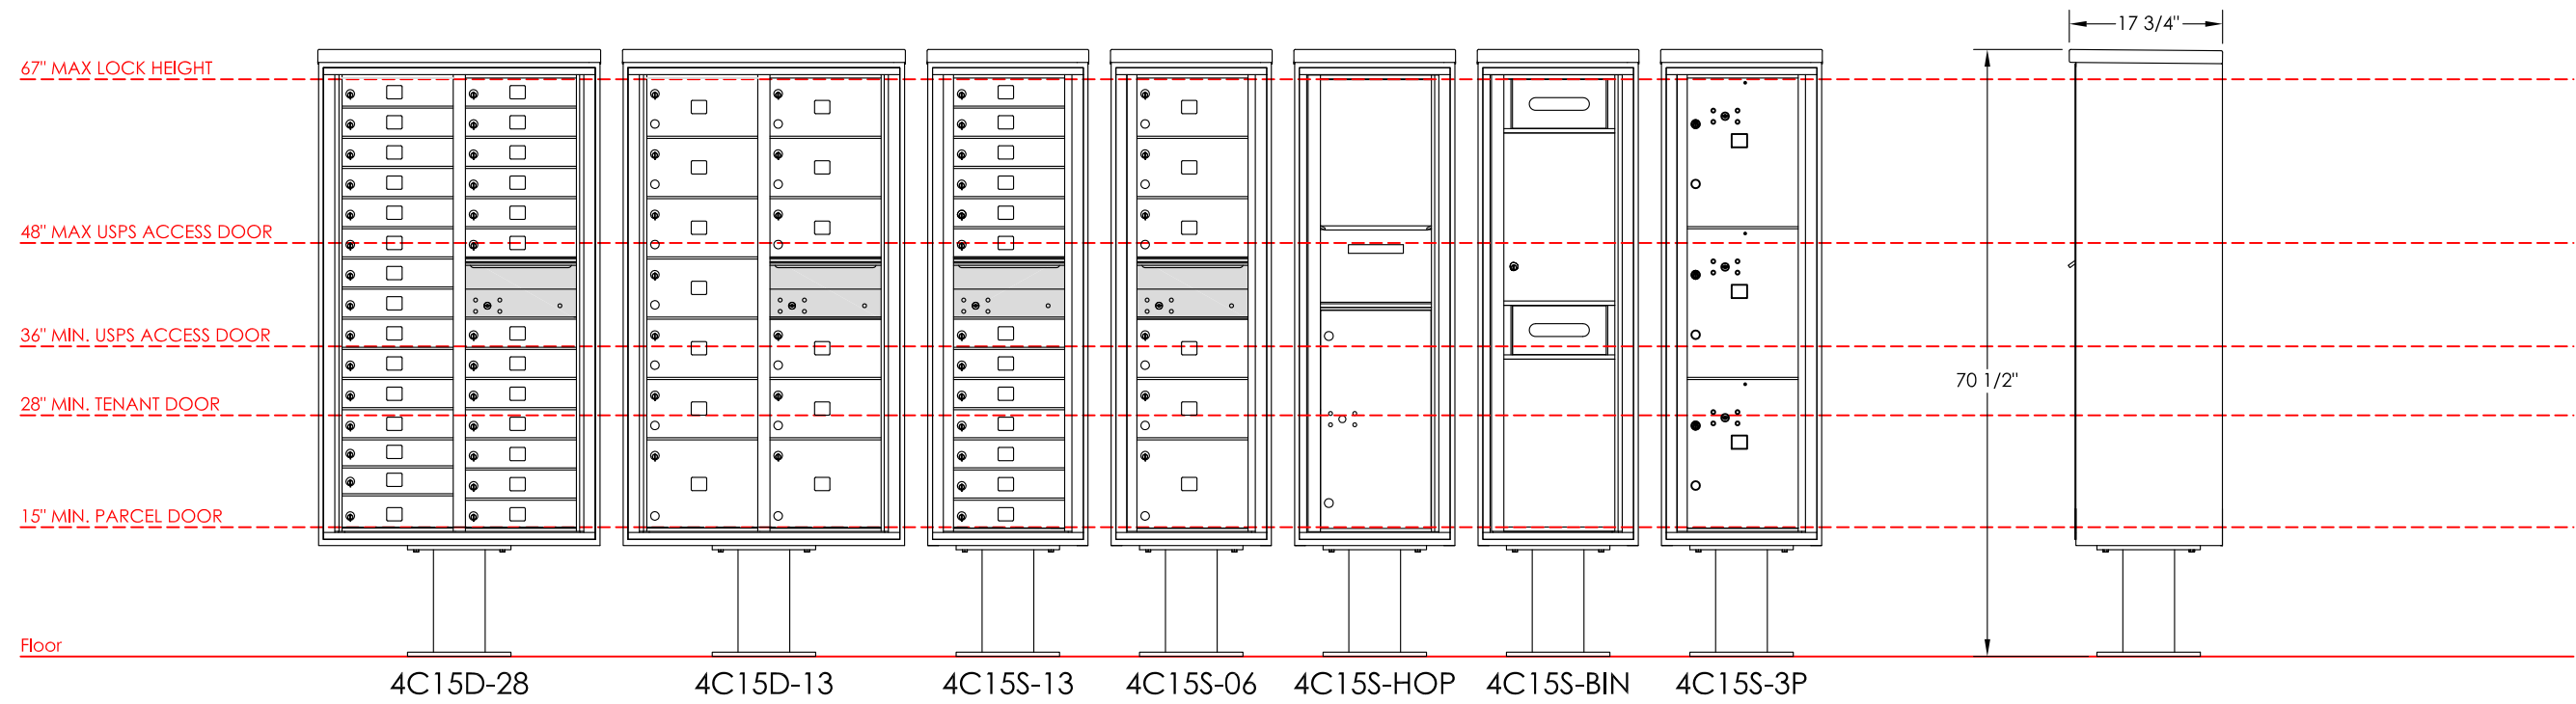 17 3/4"
67" MAX LOCK HEIGHT
48" MAX USPS ACCESS DOOR
36" MIN. USPS ACCESS DOOR
70 1/2"
28" MIN. TENANT DOOR
15" MIN. PARCEL DOOR
Floor
4C15D-28 4C15D-13 4C15S-13 4C15S-06 4C15S-HOP 4C15S-BIN 4C15S-3P